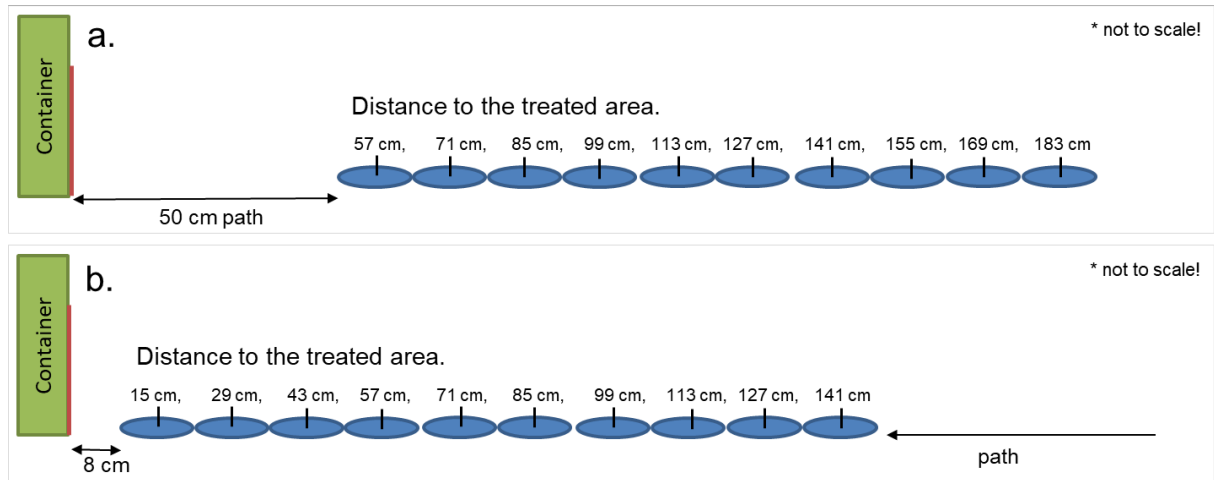 a.
* not to scale!
Container
Distance to the treated area.
57 cm, 71 cm, 85 cm, 99 cm, 113 cm, 127 cm, 141 cm, 155 cm, 169 cm, 183 cm
50 cm path
b.
* not to scale!
Container
Distance to the treated area.
15 cm, 29 cm, 43 cm, 57 cm, 71 cm, 85 cm, 99 cm, 113 cm, 127 cm, 141 cm
8 cm
path